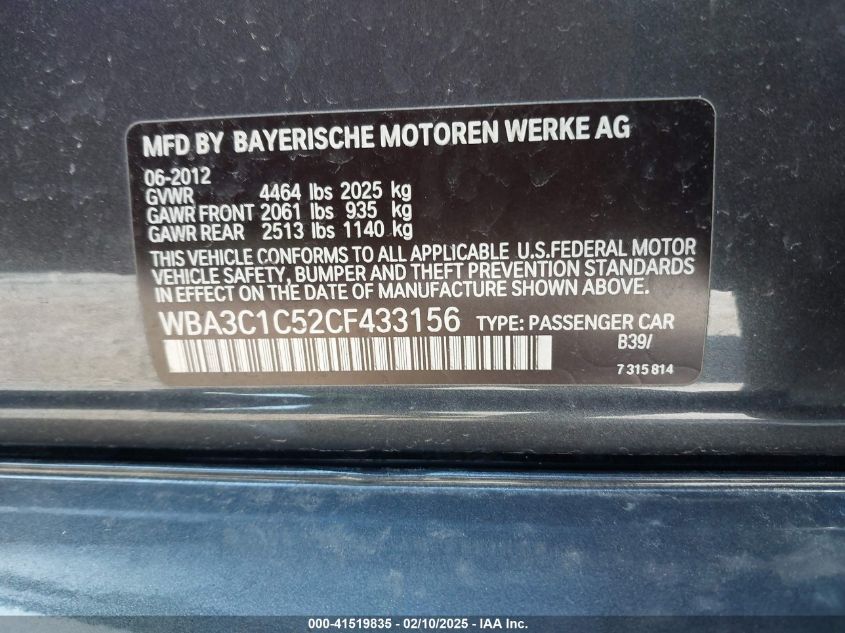 MFD BY BAYERISCHE MOTOREN WERKE AG
06-2012
GVWR 4464 lbs 2025 kg
GAWR FRONT 2061 lbs 935 kg
GAWR REAR 2513 lbs 1140 kg
THIS VEHICLE CONFORMS TO ALL APPLICABLE U.S.FEDERAL MOTOR
VEHICLE SAFETY, BUMPER AND THEFT PREVENTION STANDARDS
IN EFFECT ON THE DATE OF MANUFACTURE SHOWN ABOVE.
WBA3C1C52CF433156 TYPE: PASSENGER CAR
B39/
7 315 814
000-41519835 - 02/10/2025 - IAA Inc.